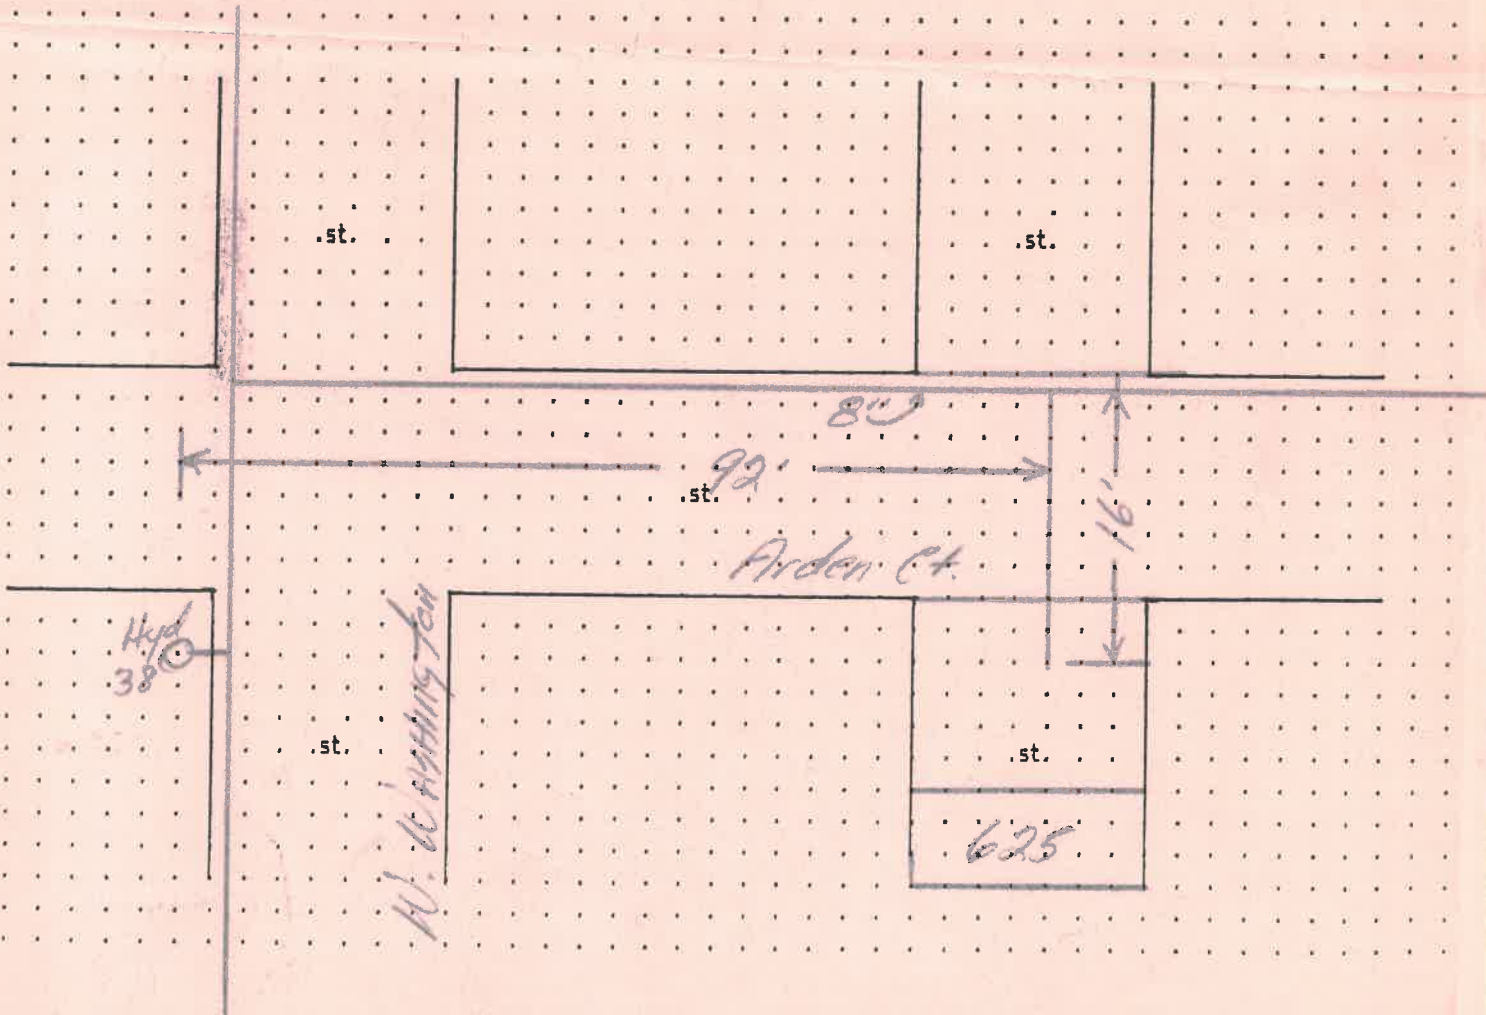 .st.
.st.
8"
92'
.st.
16'
Arden Ct.
Hyd
38
W. WASHINGTON
.st.
.st.
625